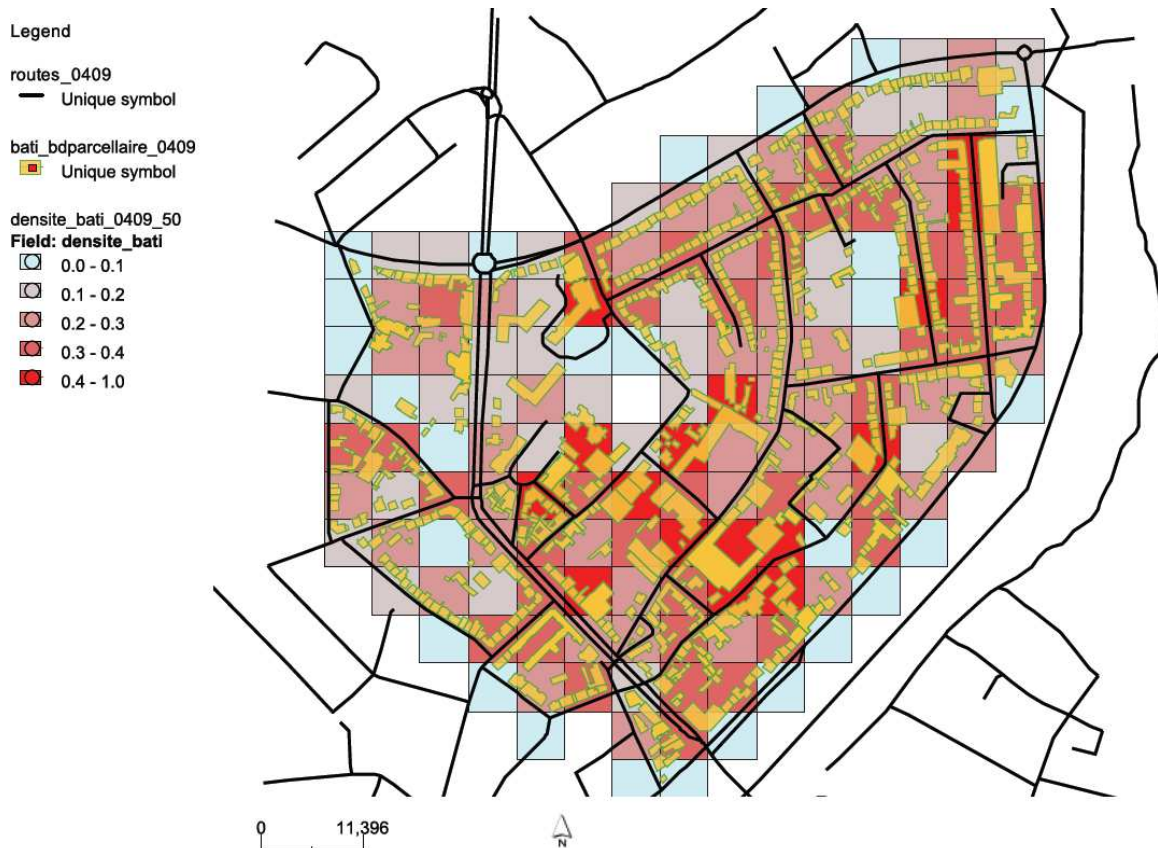 Legend
routes_0409
Unique symbol
bati_bdparcellaire_0409
Unique symbol
densite_bati_0409_50
Field: densite_bati
0.0 - 0.1
0.1 - 0.2
0.2 - 0.3
0.3 - 0.4
0.4 - 1.0
0 11,396
N